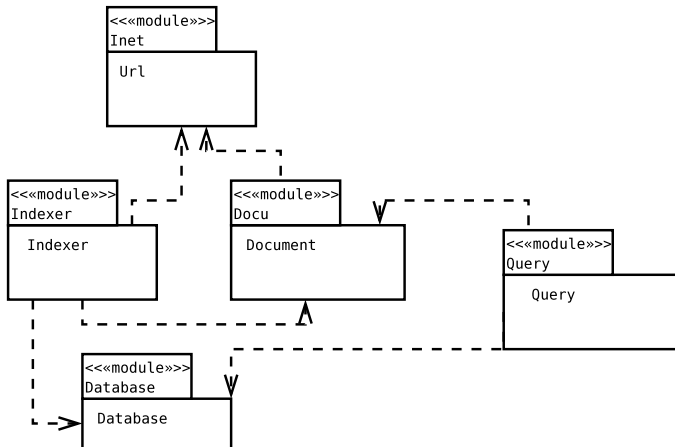 <<«module»>>
Inet
Url
<<«module»>>
Indexer
Indexer
<<«module»>>
Docu
Document
<<«module»>>
Query
Query
<<«module»>>
Database
Database